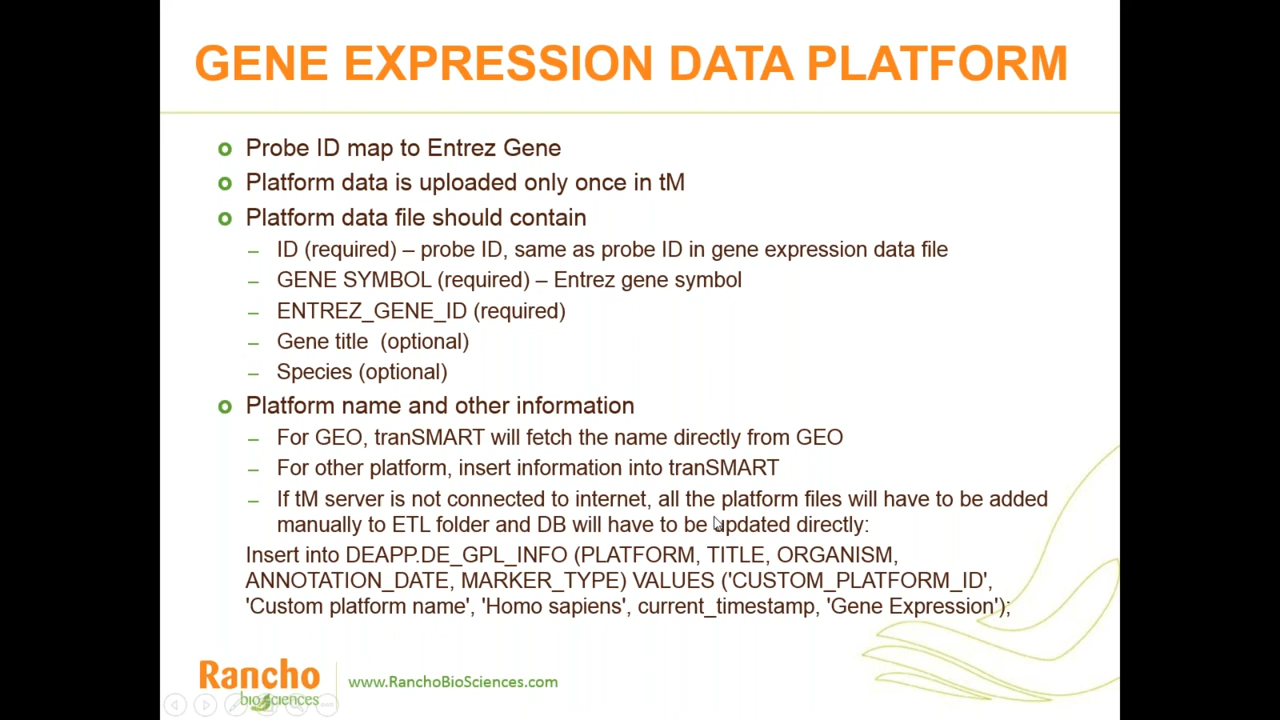 GENE EXPRESSION DATA PLATFORM
Probe ID map to Entrez Gene
Platform data is uploaded only once in tM
Platform data file should contain
– ID (required) – probe ID, same as probe ID in gene expression data file
– GENE SYMBOL (required) – Entrez gene symbol
– ENTREZ_GENE_ID (required)
– Gene title  (optional)
– Species (optional)
Platform name and other information
– For GEO, tranSMART will fetch the name directly from GEO
– For other platform, insert information into tranSMART
– If tM server is not connected to internet, all the platform files will have to be added
manually to ETL folder and DB will have to be updated directly:
Insert into DEAPP.DE_GPL_INFO (PLATFORM, TITLE, ORGANISM,
ANNOTATION_DATE, MARKER_TYPE) VALUES ('CUSTOM_PLATFORM_ID',
'Custom platform name', 'Homo sapiens', current_timestamp, 'Gene Expression');
Rancho
biosciences
www.RanchoBioSciences.com